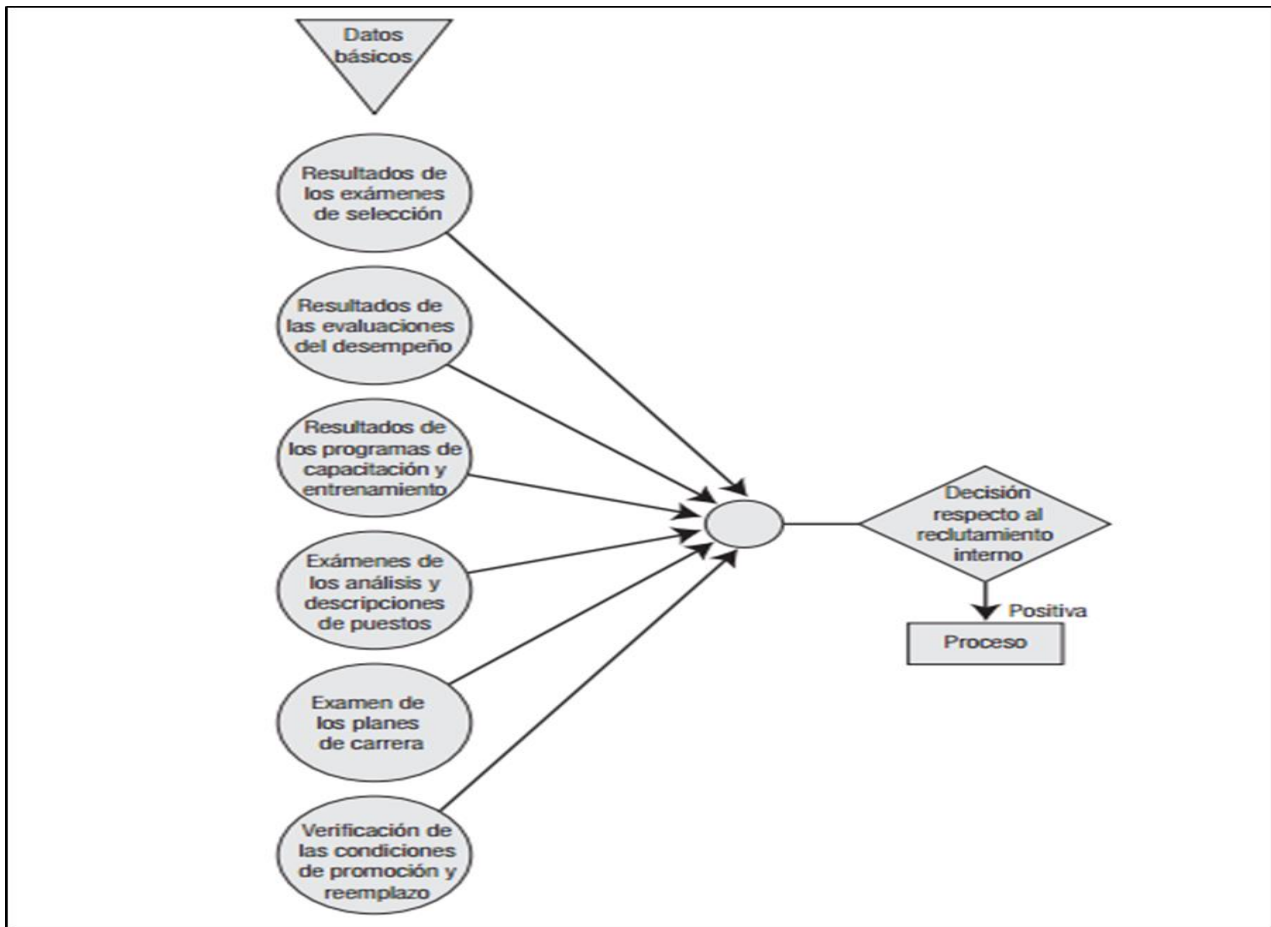 Datos
básicos
Resultados de
los exámenes
de selección
Resultados de
las evaluaciones
del desempeño
Resultados de
los programas de
capacitación y
entrenamiento
Exámenes de
los análisis y
descripciones
de puestos
Examen de
los planes
de carrera
Verificación de
las condiciones
de promoción y
reemplazo
Decisión
respecto al
reclutamiento
interno
Positiva
Proceso